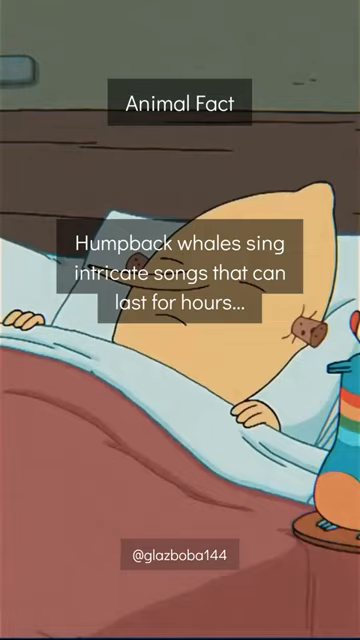 Animal Fact
Humpback whales sing
intricate songs that can
last for hours...
@glazboba144